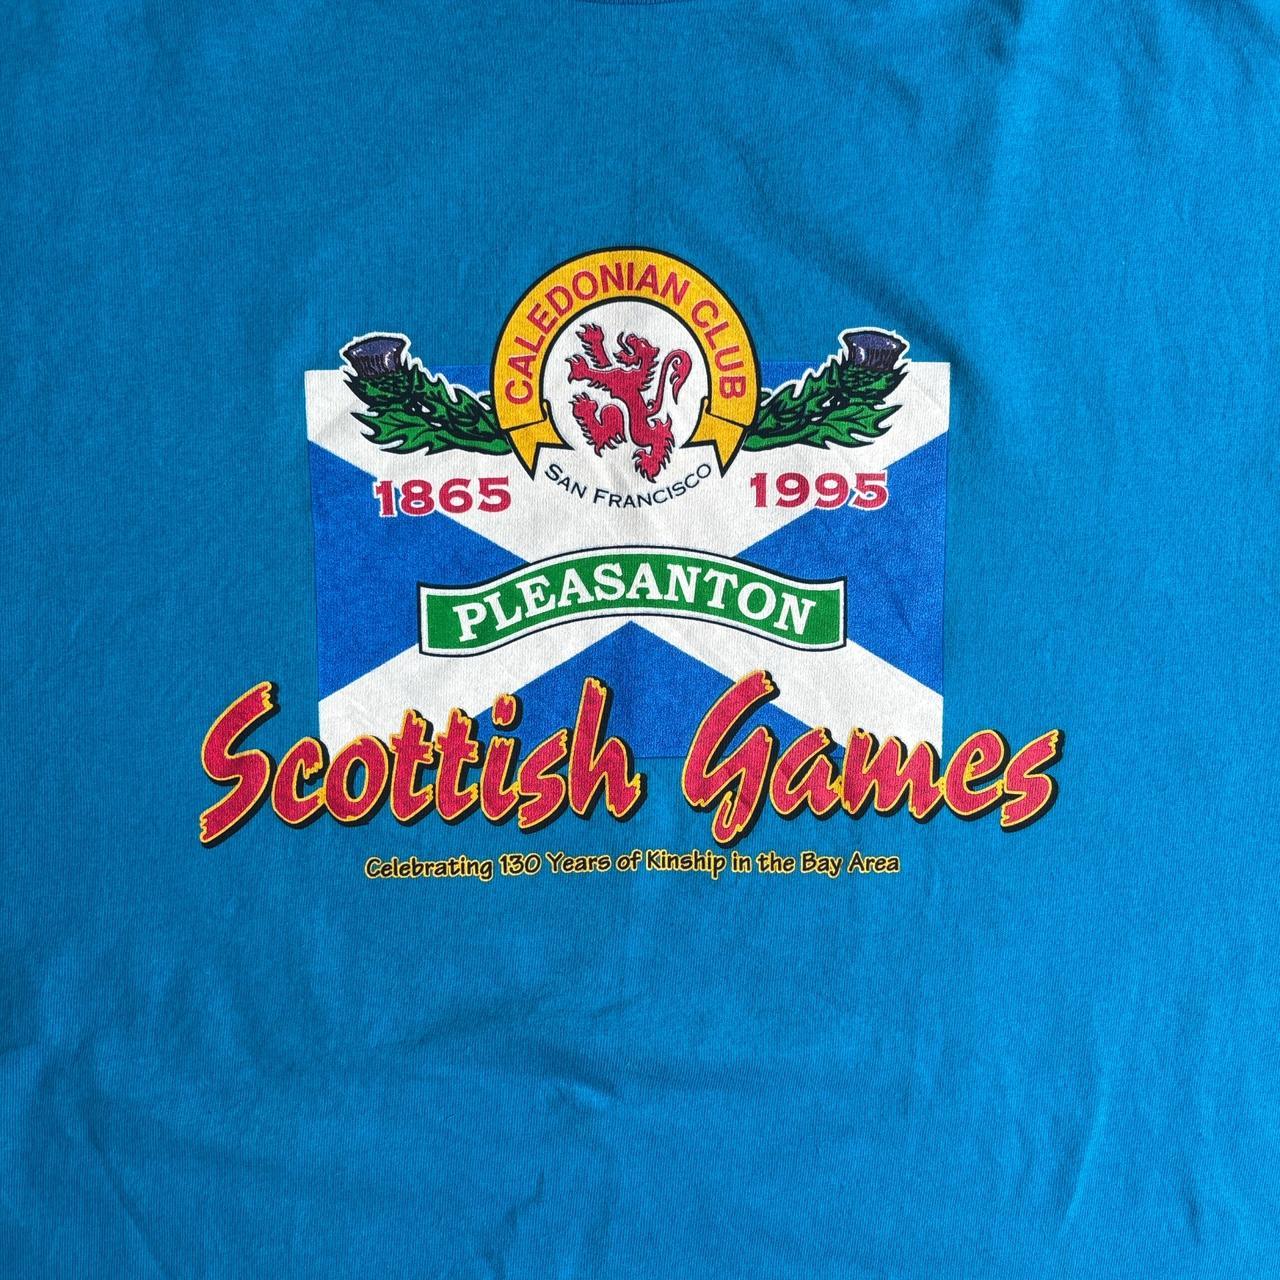 CALEDONIAN CLUB
SAN FRANCISCO
1865 1995
PLEASANTON
Scottish Games
Celebrating 130 Years of Kinship in the Bay Area